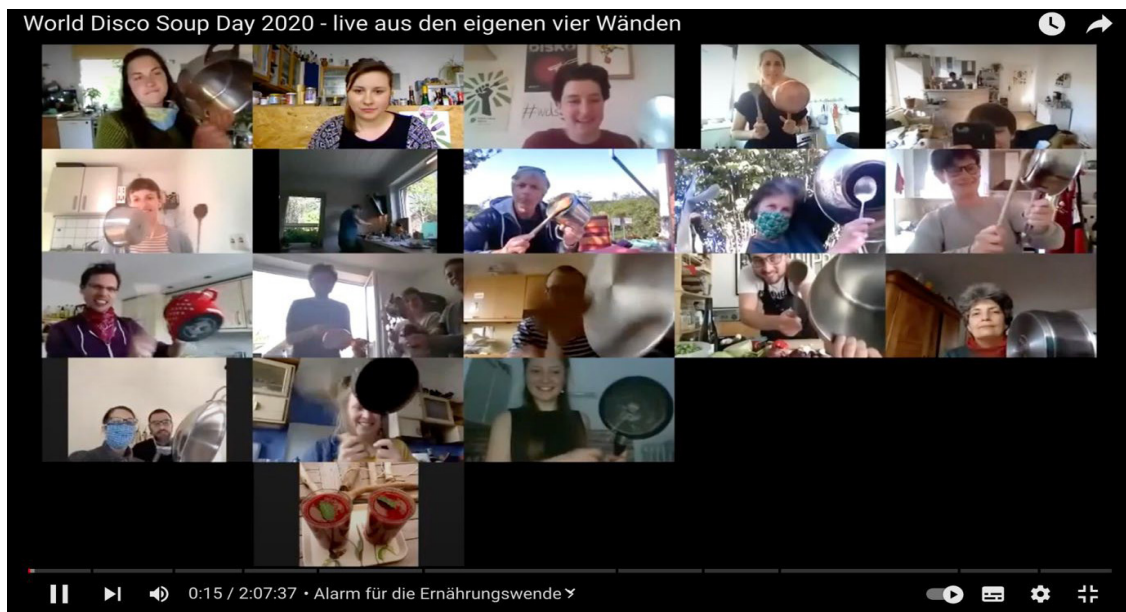 World Disco Soup Day 2020 - live aus den eigenen vier Wänden
DISKO
0:15 / 2:07:37 • Alarm für die Ernährungswende